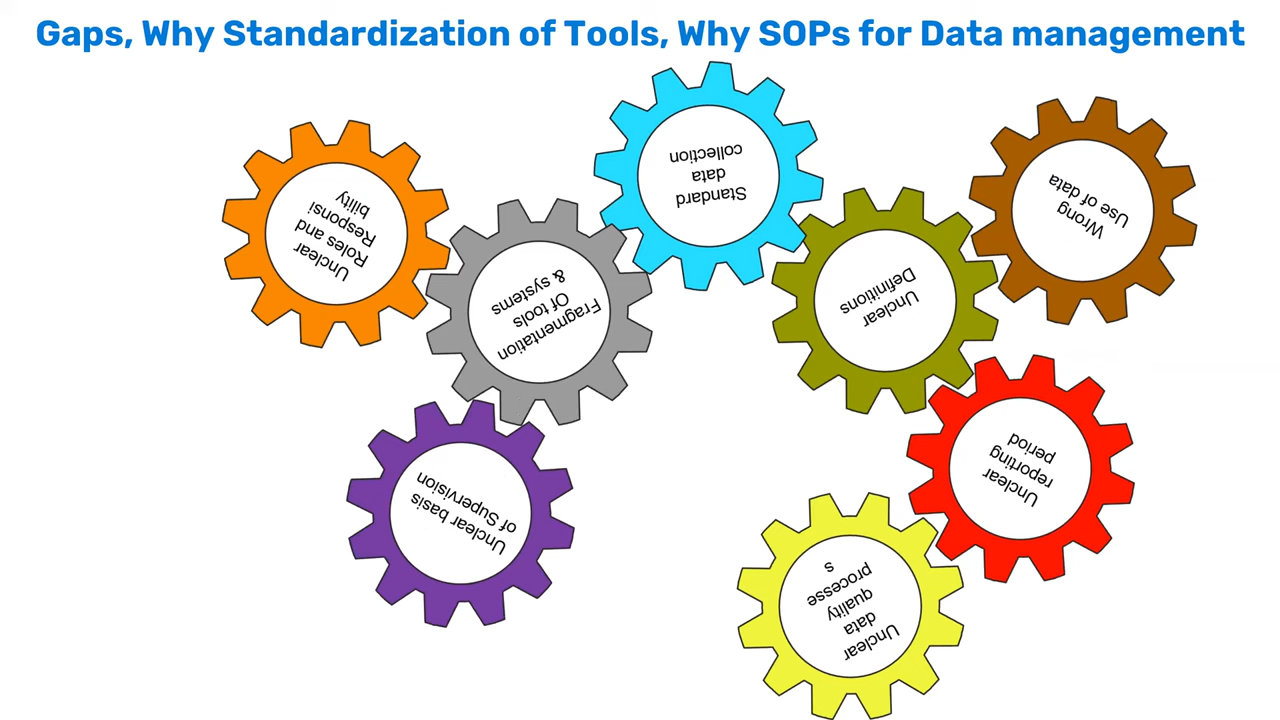 Gaps, Why Standardization of Tools, Why SOPs for Data management
Unclear
Roles and
Responsi
bility
Fragmentation
Of tools
& systems
Standard
data
collection
Unclear
Definitions
Wrong
Use of data
Unclear basis
of Supervision
Unclear
reporting
period
Unclear
data
quality
processe
s